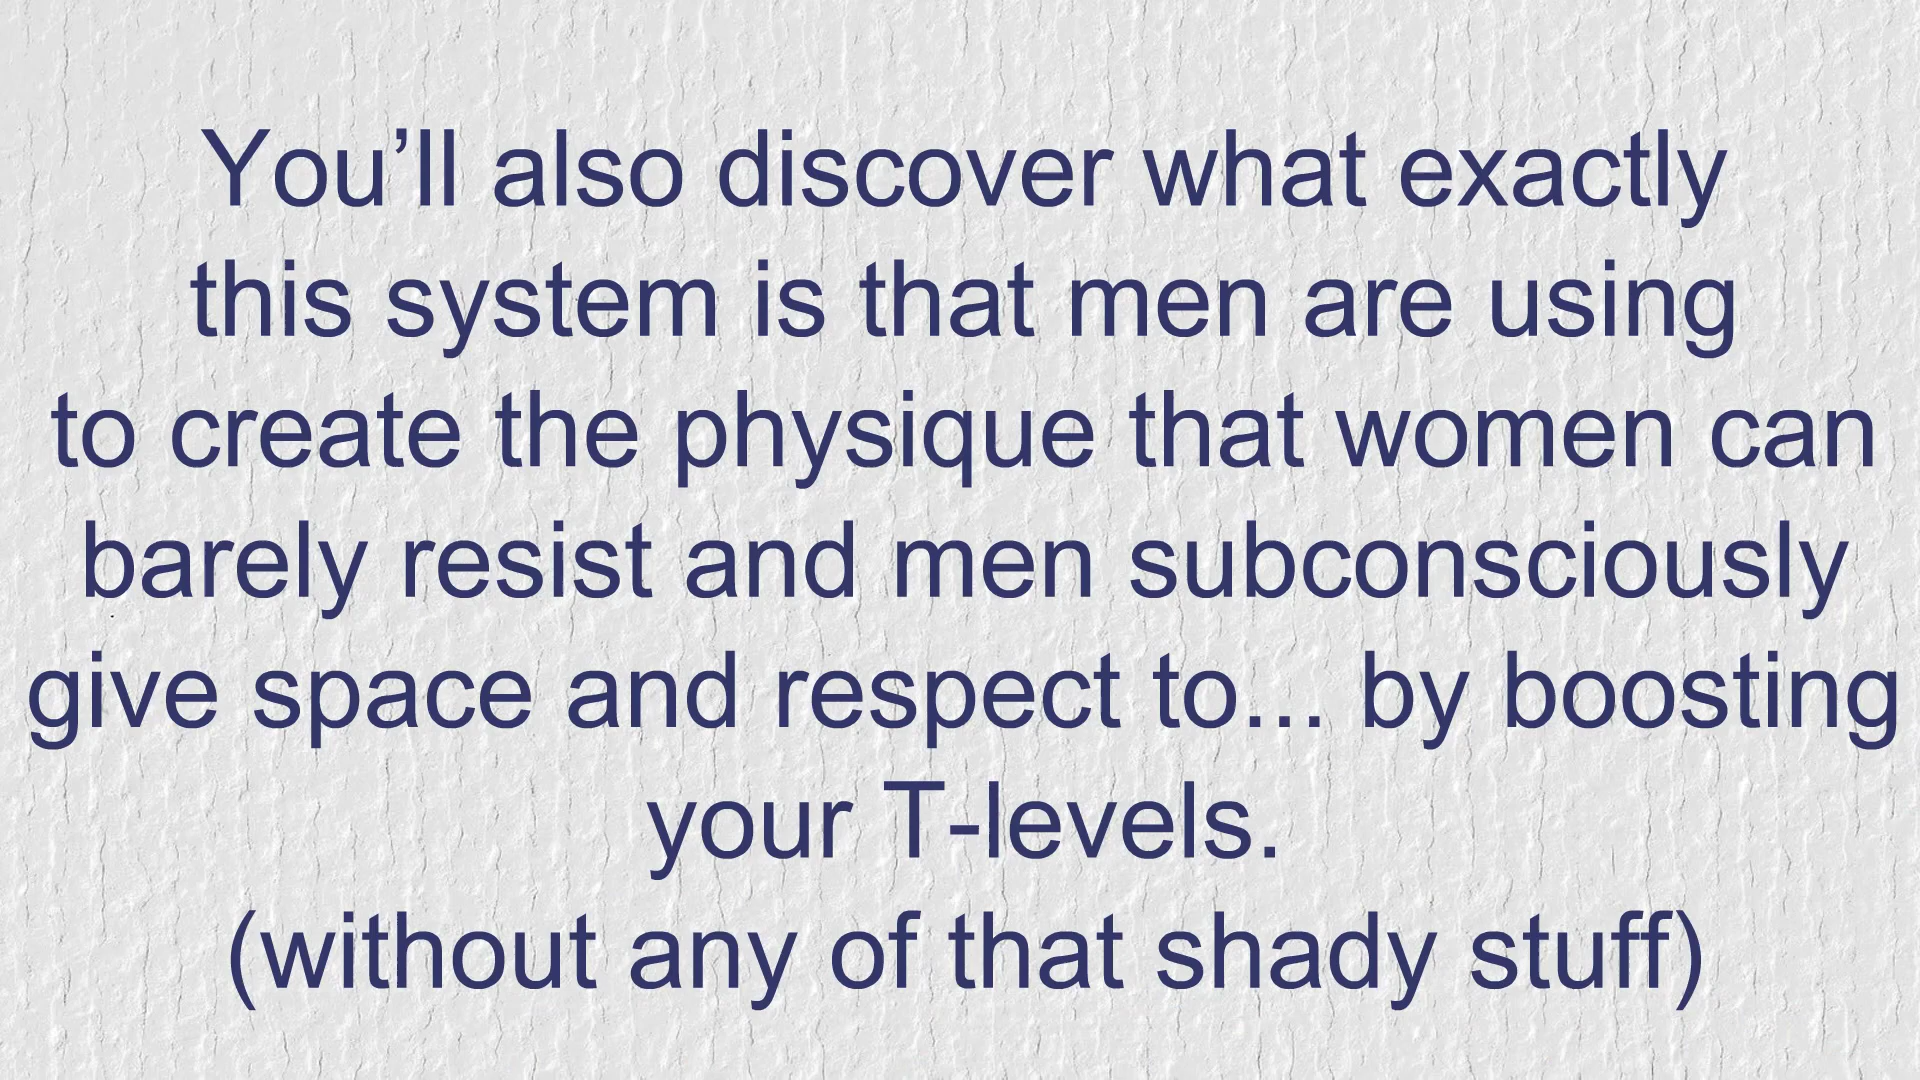 You’ll also discover what exactly
this system is that men are using
to create the physique that women can
barely resist and men subconsciously
give space and respect to... by boosting
your T-levels.
(without any of that shady stuff)